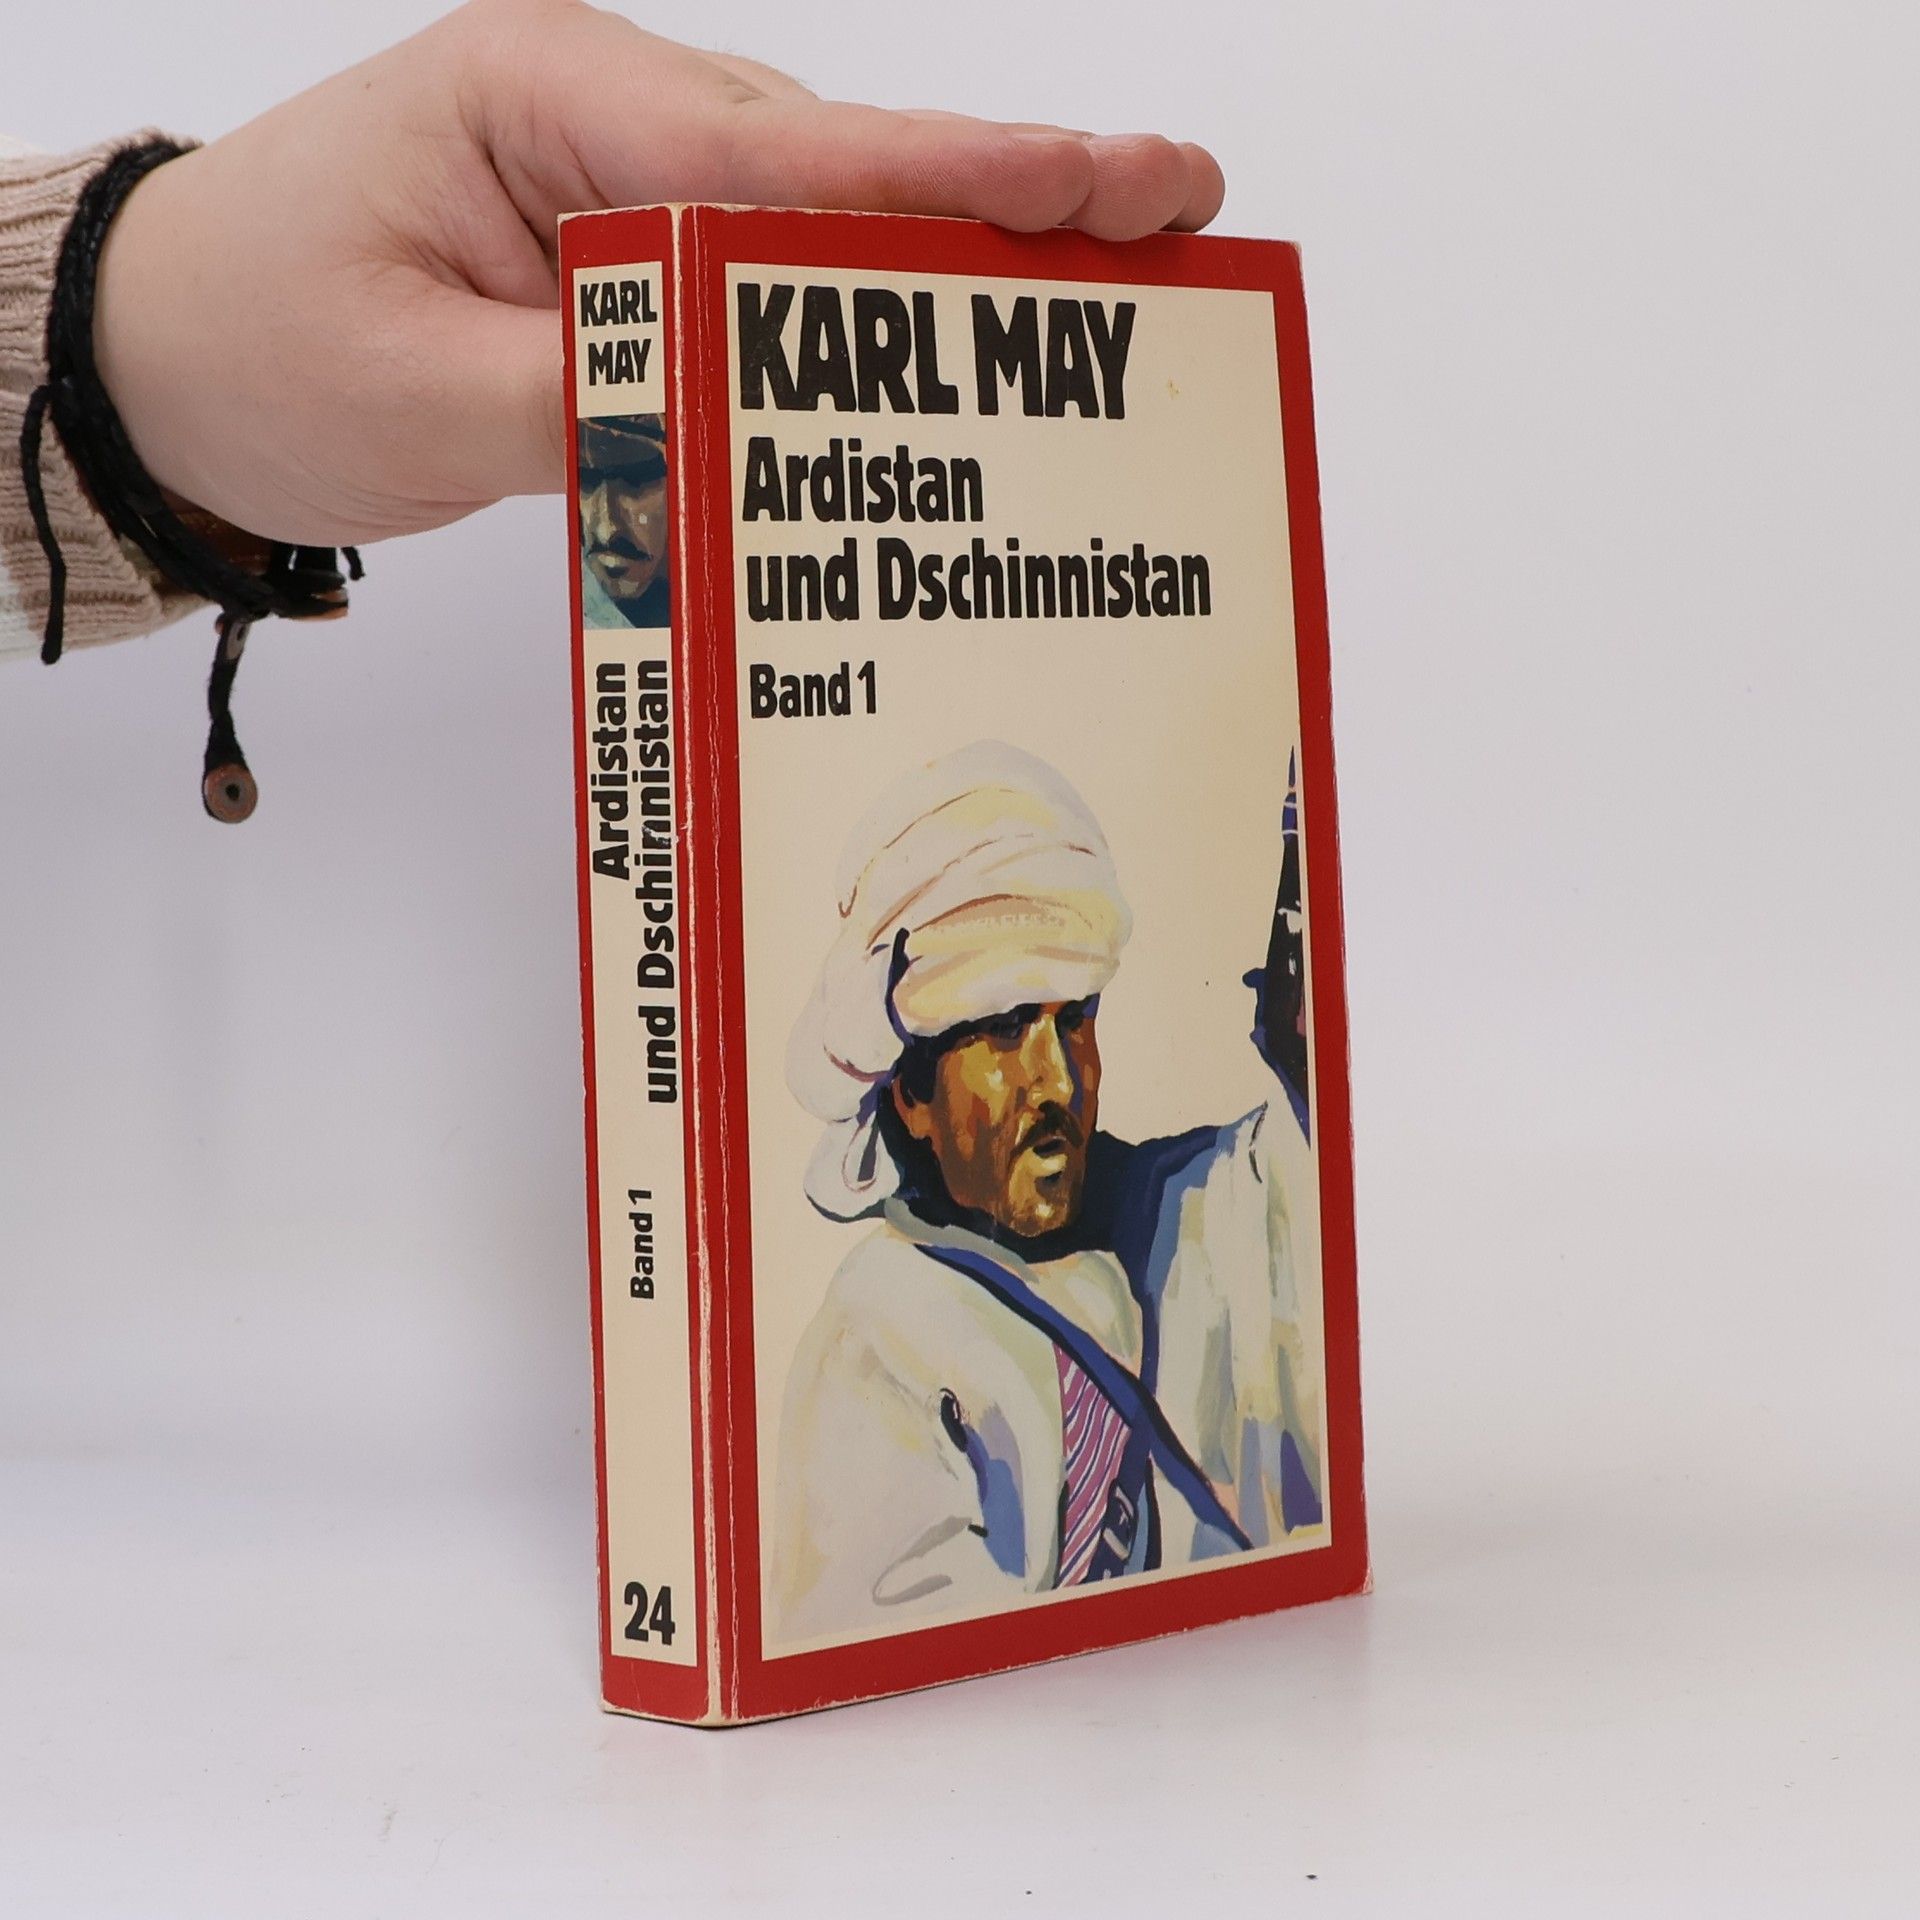 KARL
MAY
Ardistan
und Dschinnistan
Band 1
24
KARL MAY
Ardistan
und Dschinnistan
Band 1